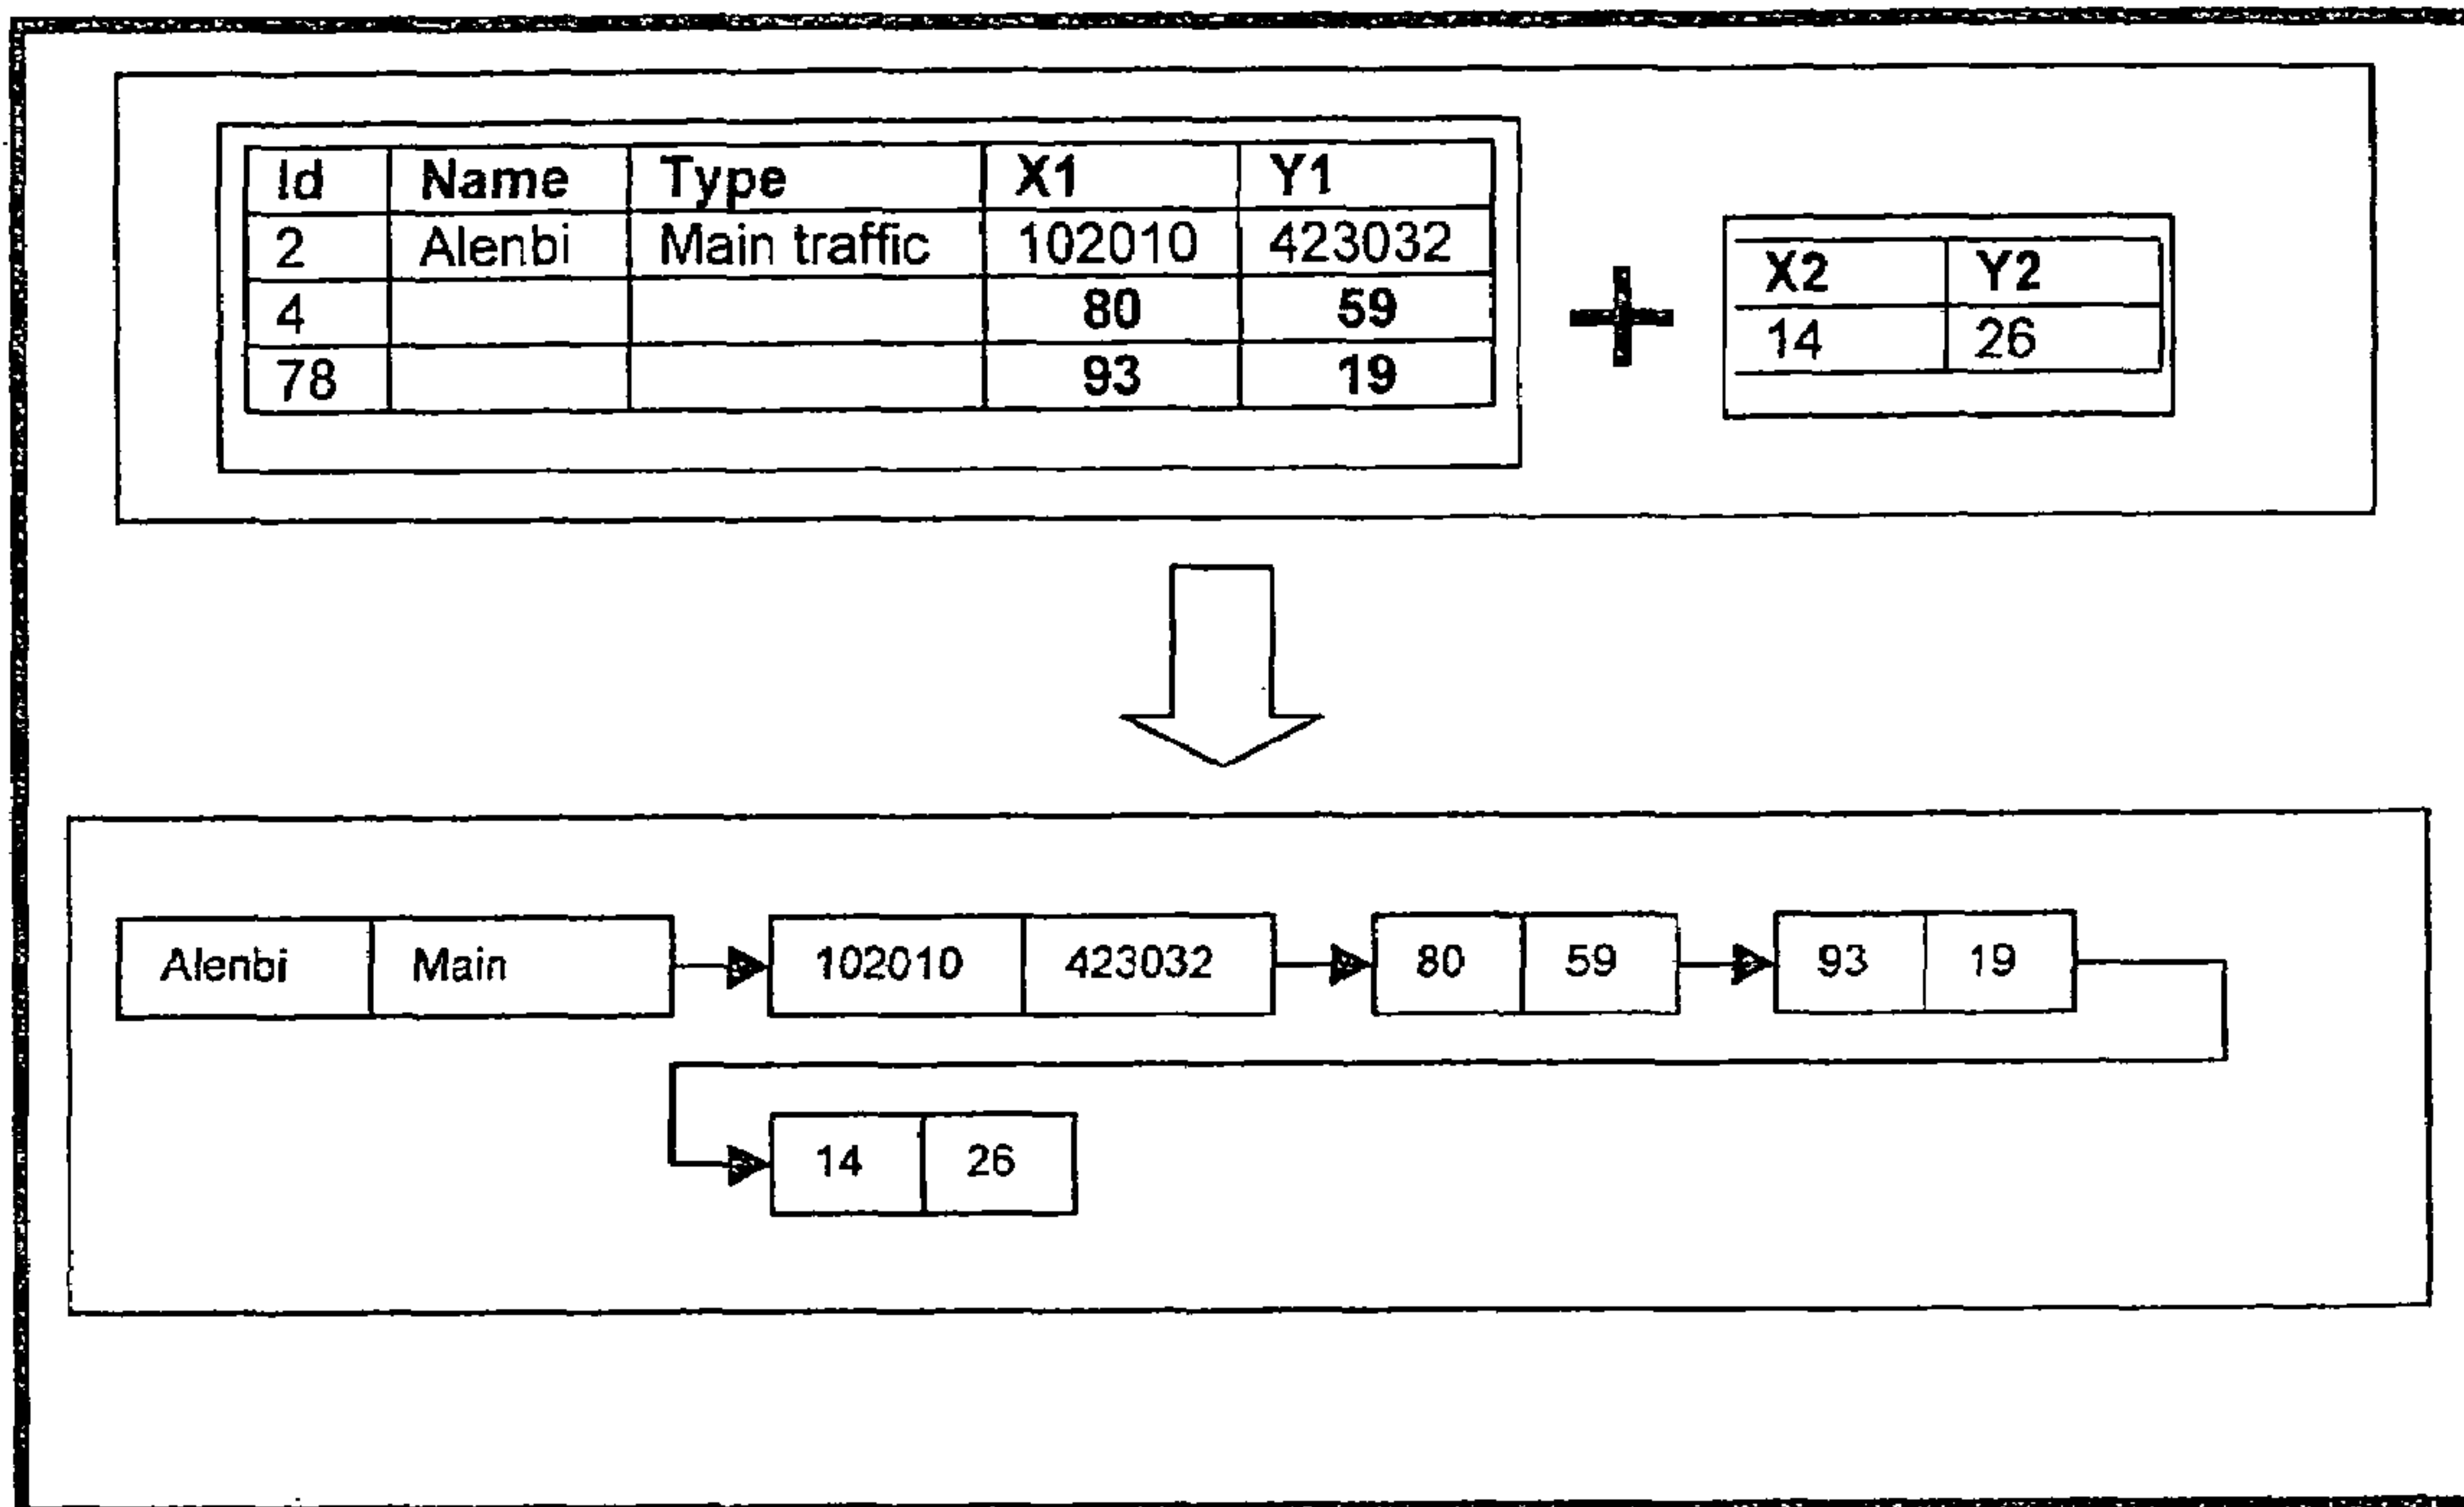 Id Name Type X1 Y1
2 Alenbi Main traffic 102010 423032
4 80 59
78 93 19
+
X2 Y2
14 26
Alenbi Main 102010 423032 80 59 93 19
14 26